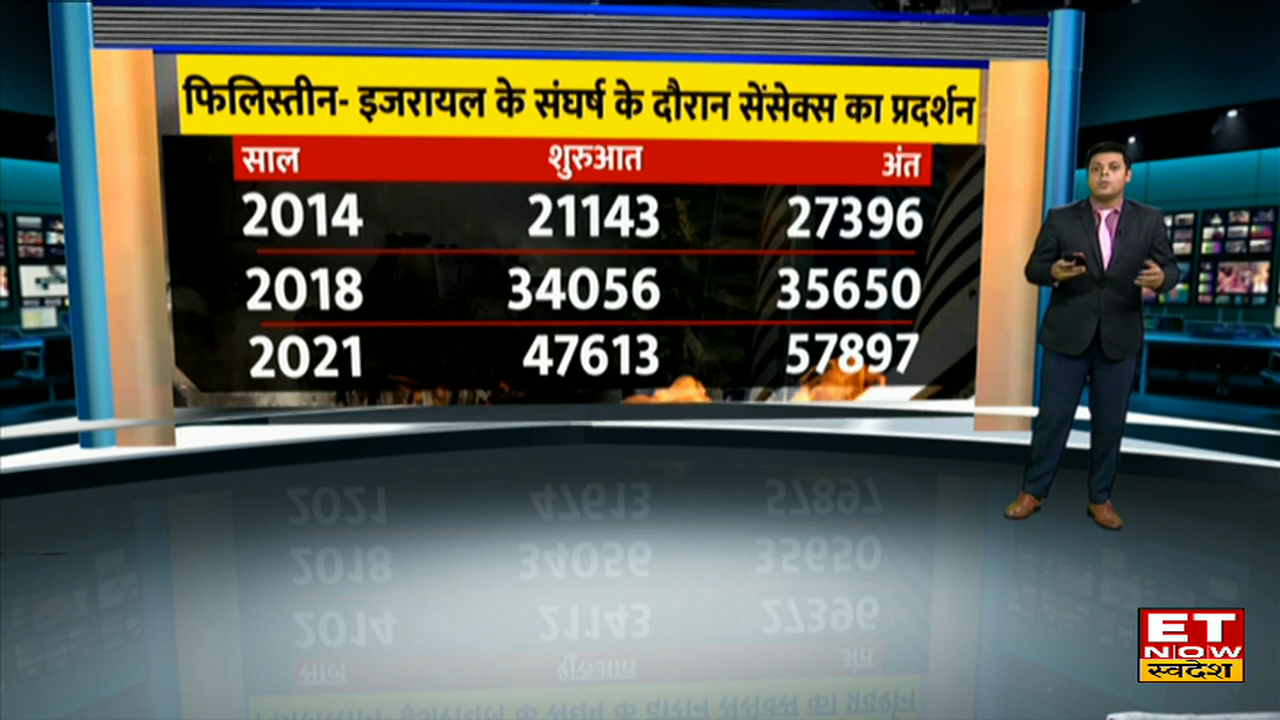 फिलिस्तीन- इजरायल के संघर्ष के दौरान सेंसेक्स का प्रदर्शन
साल शुरुआत अंत
2014 21143 27396
2018 34056 35650
2021 47613 57897
ET
NOW
स्वदेश